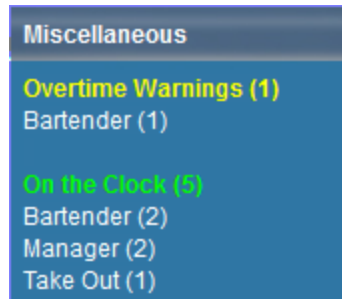 Miscellaneous
Overtime Warnings (1)
Bartender (1)
On the Clock (5)
Bartender (2)
Manager (2)
Take Out (1)